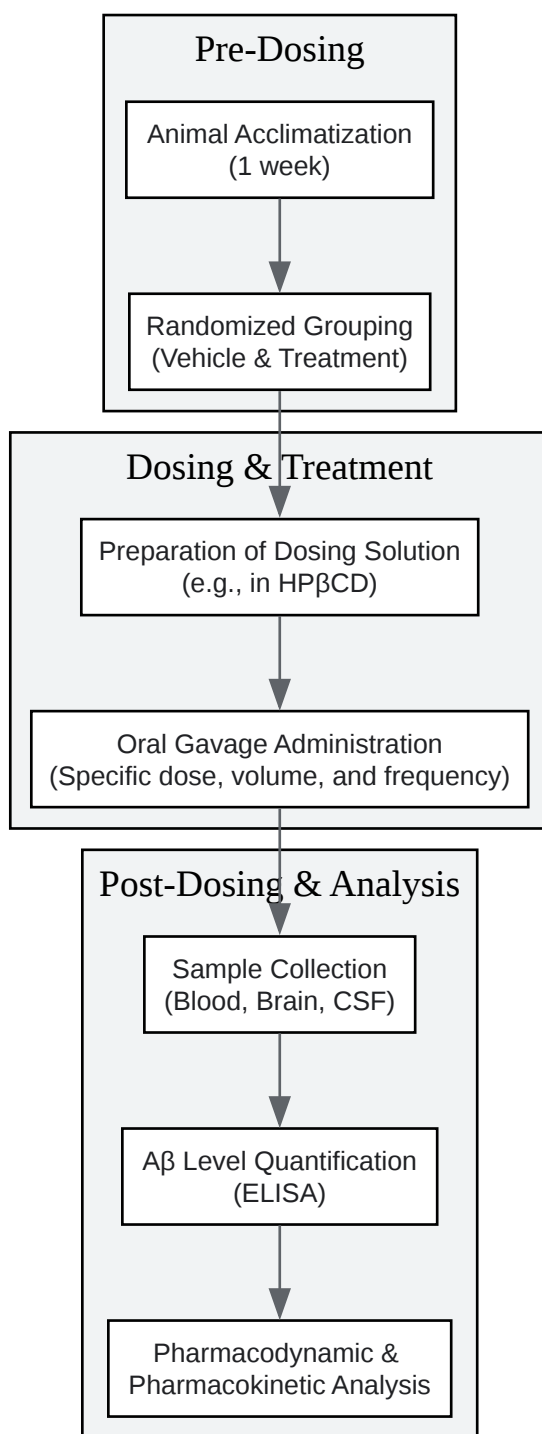 Pre-Dosing
Animal Acclimatization
(1 week)
Randomized Grouping
(Vehicle & Treatment)
Dosing & Treatment
Preparation of Dosing Solution
(e.g., in HPβCD)
Oral Gavage Administration
(Specific dose, volume, and frequency)
Post-Dosing & Analysis
Sample Collection
(Blood, Brain, CSF)
Aβ Level Quantification
(ELISA)
Pharmacodynamic &
Pharmacokinetic Analysis